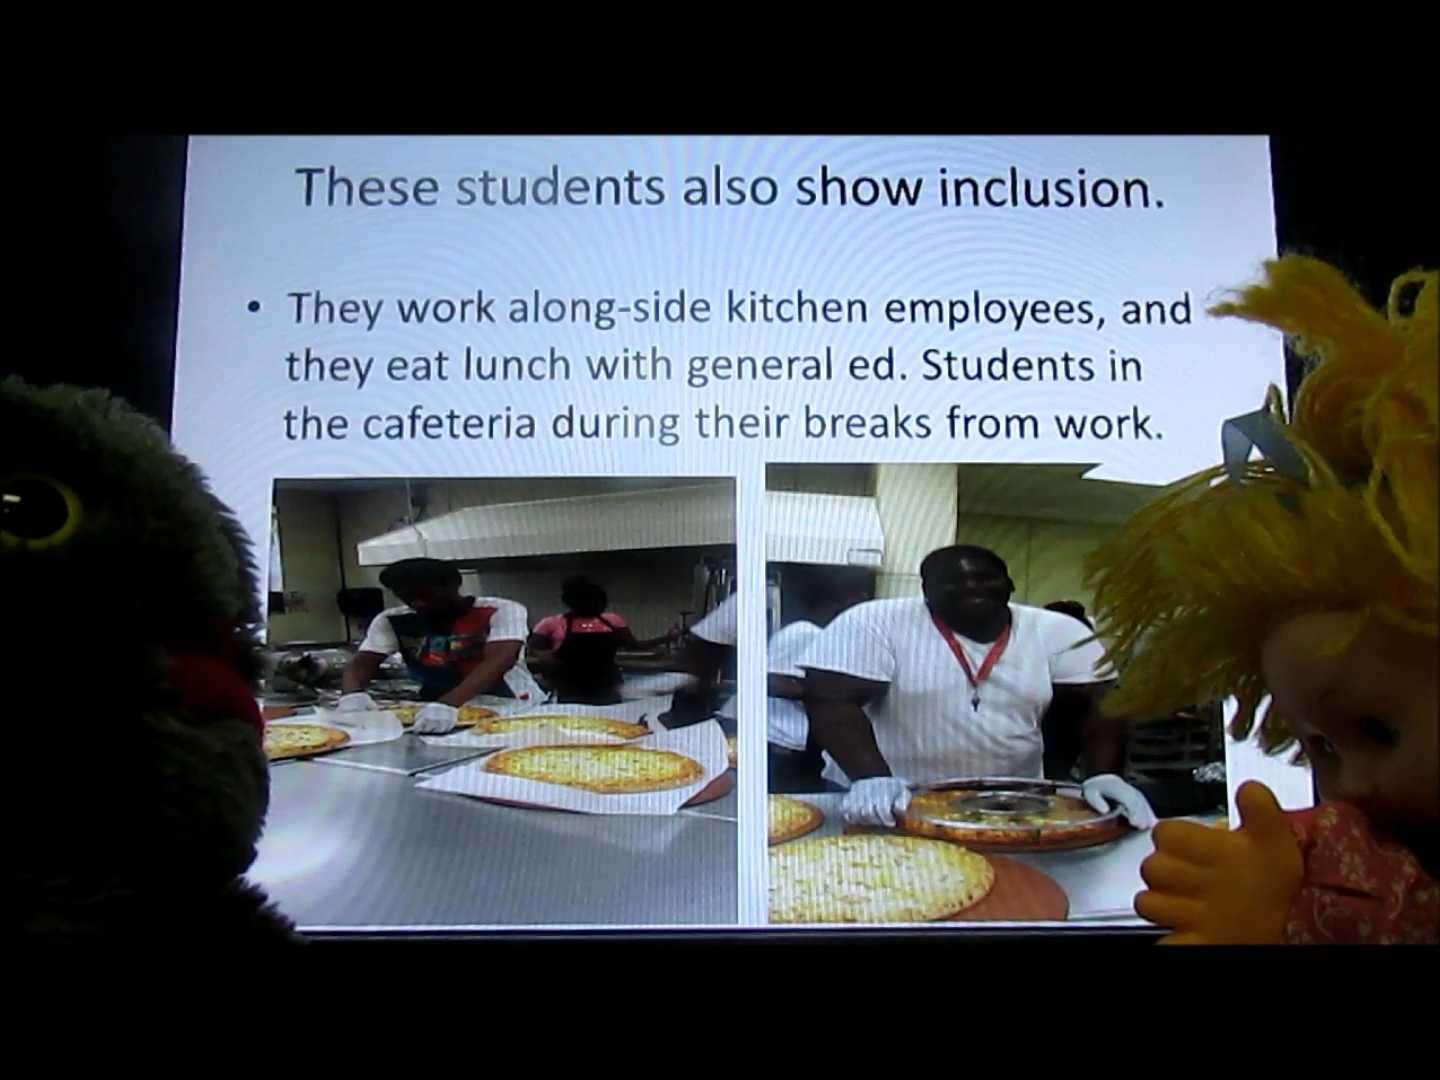 These students also show inclusion.
• They work along-side kitchen employees, and
they eat lunch with general ed. Students in
the cafeteria during their breaks from work.